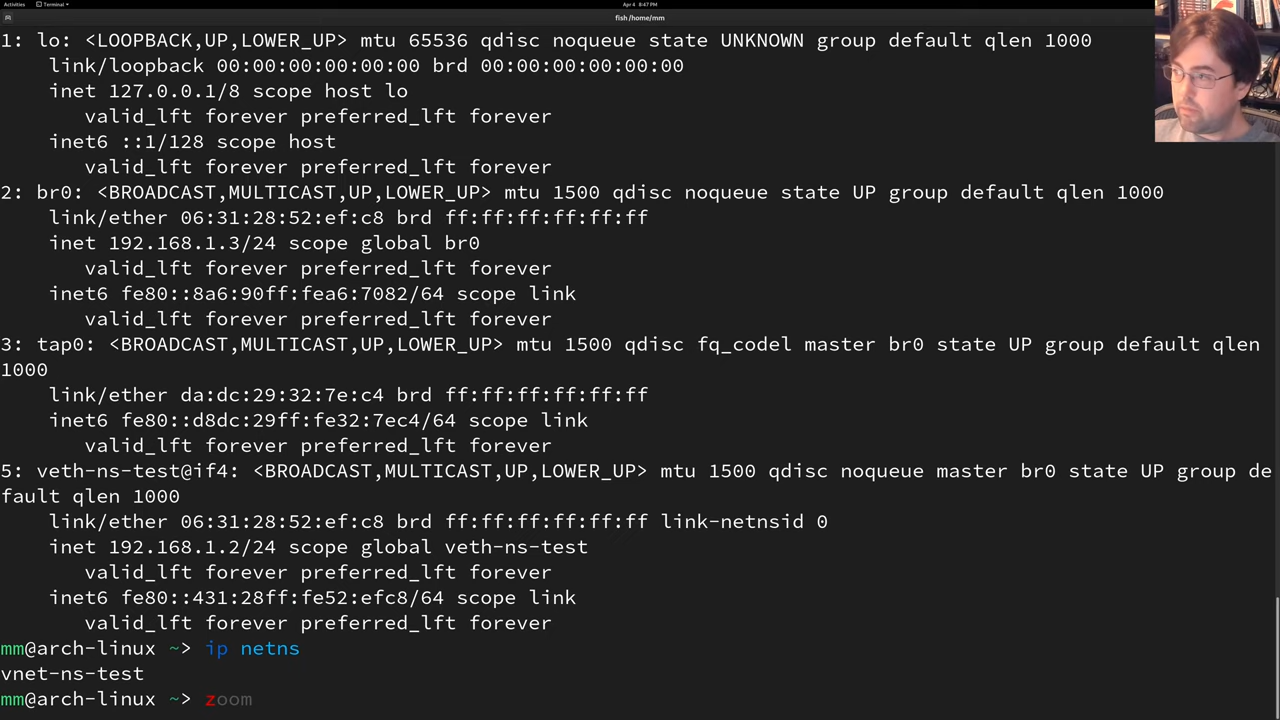 Activities Terminal Apr 4 8:47 PM
fish /home/mm
1: lo: <LOOPBACK,UP,LOWER_UP> mtu 65536 qdisc noqueue state UNKNOWN group default qlen 1000
link/loopback 00:00:00:00:00:00 brd 00:00:00:00:00:00
inet 127.0.0.1/8 scope host lo
valid_lft forever preferred_lft forever
inet6 ::1/128 scope host
valid_lft forever preferred_lft forever
2: br0: <BROADCAST,MULTICAST,UP,LOWER_UP> mtu 1500 qdisc noqueue state UP group default qlen 1000
link/ether 06:31:28:52:ef:c8 brd ff:ff:ff:ff:ff:ff
inet 192.168.1.3/24 scope global br0
valid_lft forever preferred_lft forever
inet6 fe80::8a6:90ff:fea6:7082/64 scope link
valid_lft forever preferred_lft forever
3: tap0: <BROADCAST,MULTICAST,UP,LOWER_UP> mtu 1500 qdisc fq_codel master br0 state UP group default qlen
1000
link/ether da:dc:29:32:7e:c4 brd ff:ff:ff:ff:ff:ff
inet6 fe80::d8dc:29ff:fe32:7ec4/64 scope link
valid_lft forever preferred_lft forever
5: veth-ns-test@if4: <BROADCAST,MULTICAST,UP,LOWER_UP> mtu 1500 qdisc noqueue master br0 state UP group de
fault qlen 1000
link/ether 06:31:28:52:ef:c8 brd ff:ff:ff:ff:ff:ff link-netnsid 0
inet 192.168.1.2/24 scope global veth-ns-test
valid_lft forever preferred_lft forever
inet6 fe80::431:28ff:fe52:efc8/64 scope link
valid_lft forever preferred_lft forever
mm@arch-linux ~> ip netns
vnet-ns-test
mm@arch-linux ~> zoom